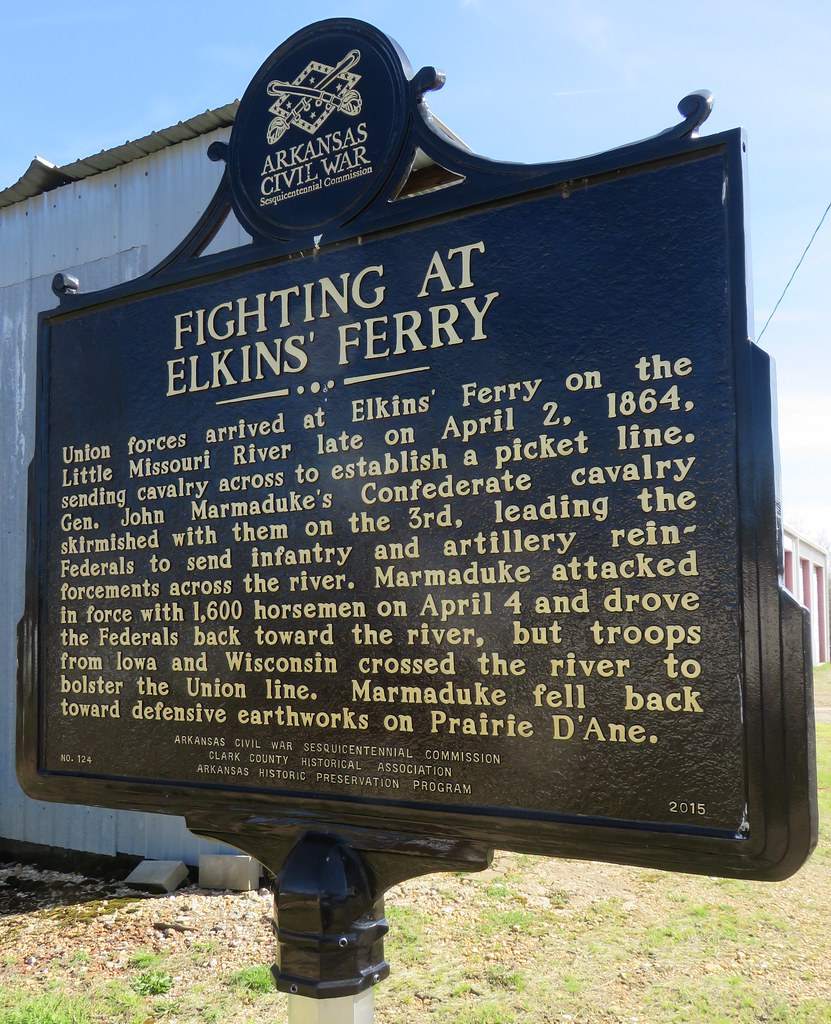 ARKANSAS
CIVIL WAR
Sesquicentennial Commission
FIGHTING AT
ELKINS' FERRY
Union forces arrived at Elkins' Ferry on the
Little Missouri River late on April 2, 1864,
sending cavalry across to establish a picket line.
Gen. John Marmaduke's Confederate cavalry
skirmished with them on the 3rd, leading the
Federals to send infantry and artillery rein-
forcements across the river. Marmaduke attacked
in force with 1,600 horsemen on April 4 and drove
the Federals back toward the river, but troops
from Iowa and Wisconsin crossed the river to
bolster the Union line. Marmaduke fell back
toward defensive earthworks on Prairie D'Ane.
ARKANSAS CIVIL WAR SESQUICENTENNIAL COMMISSION
CLARK COUNTY HISTORICAL ASSOCIATION
ARKANSAS HISTORIC PRESERVATION PROGRAM
NO. 124
2015